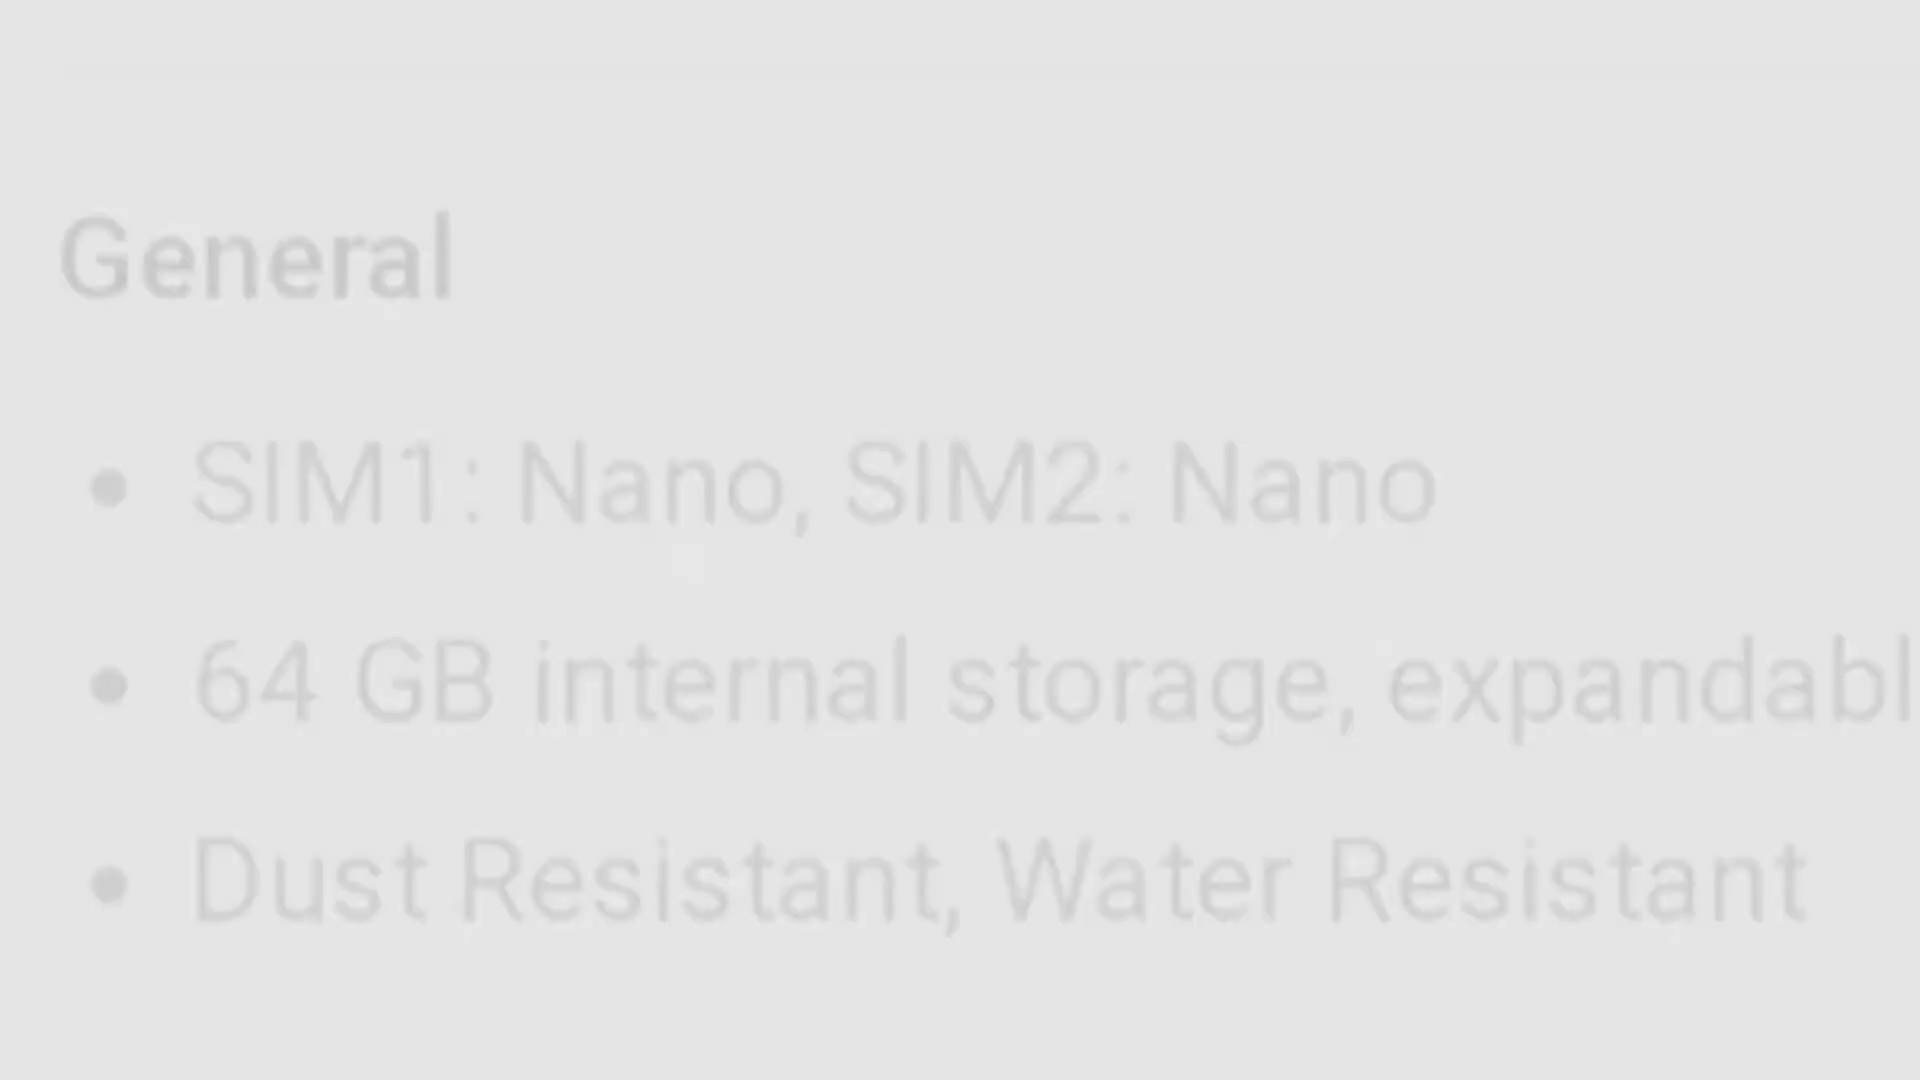 General
• SIM1: Nano, SIM2: Nano
• 64 GB internal storage, expandabl
• Dust Resistant, Water Resistant